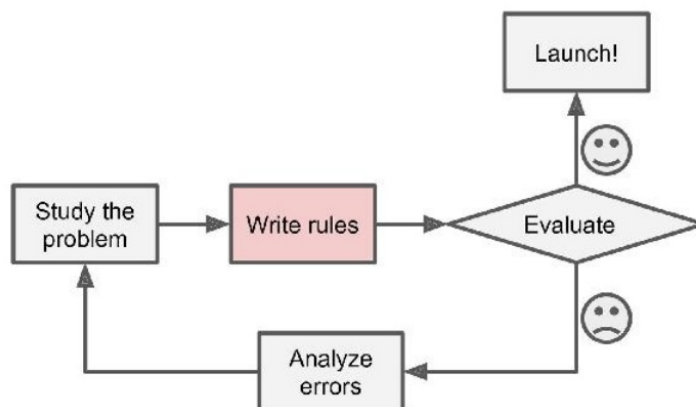 Launch!
Study the
problem
Write rules
Evaluate
Analyze
errors